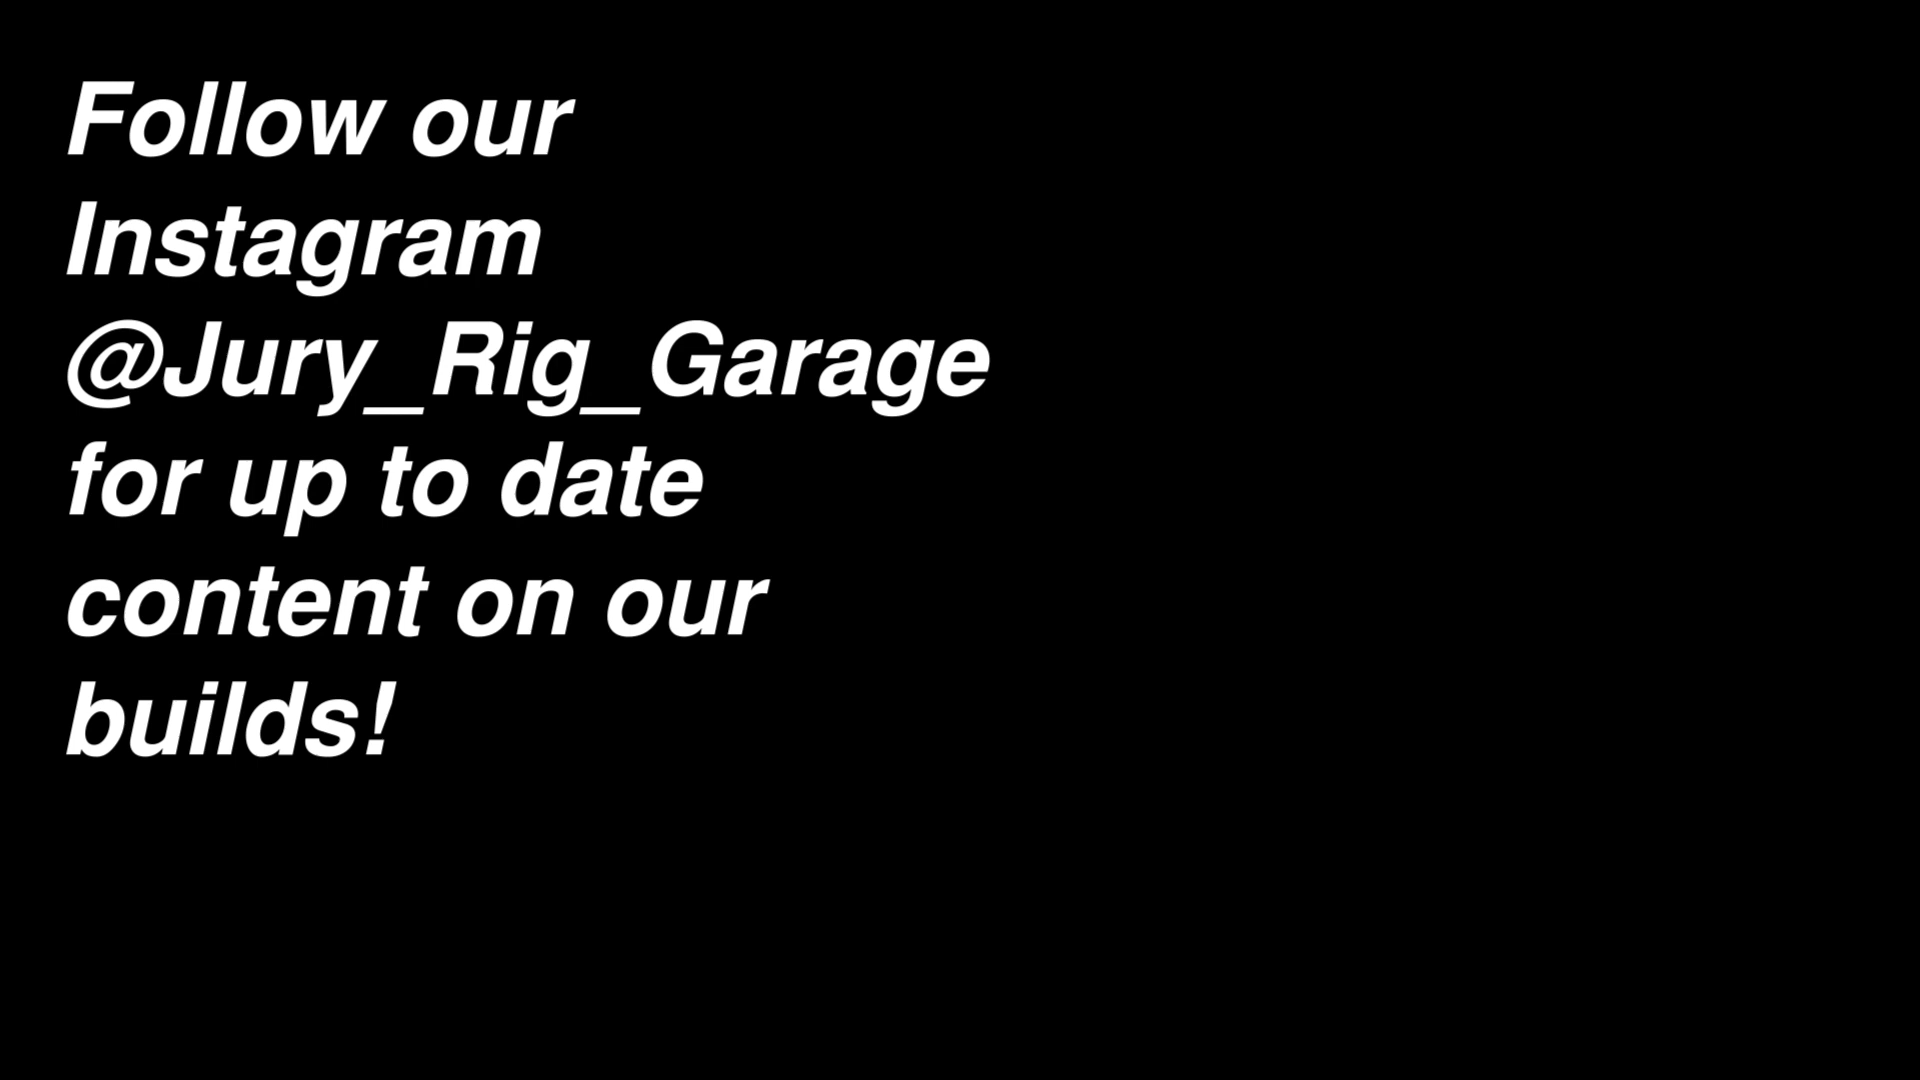 Follow our
Instagram
@Jury_Rig_Garage
for up to date
content on our
builds!